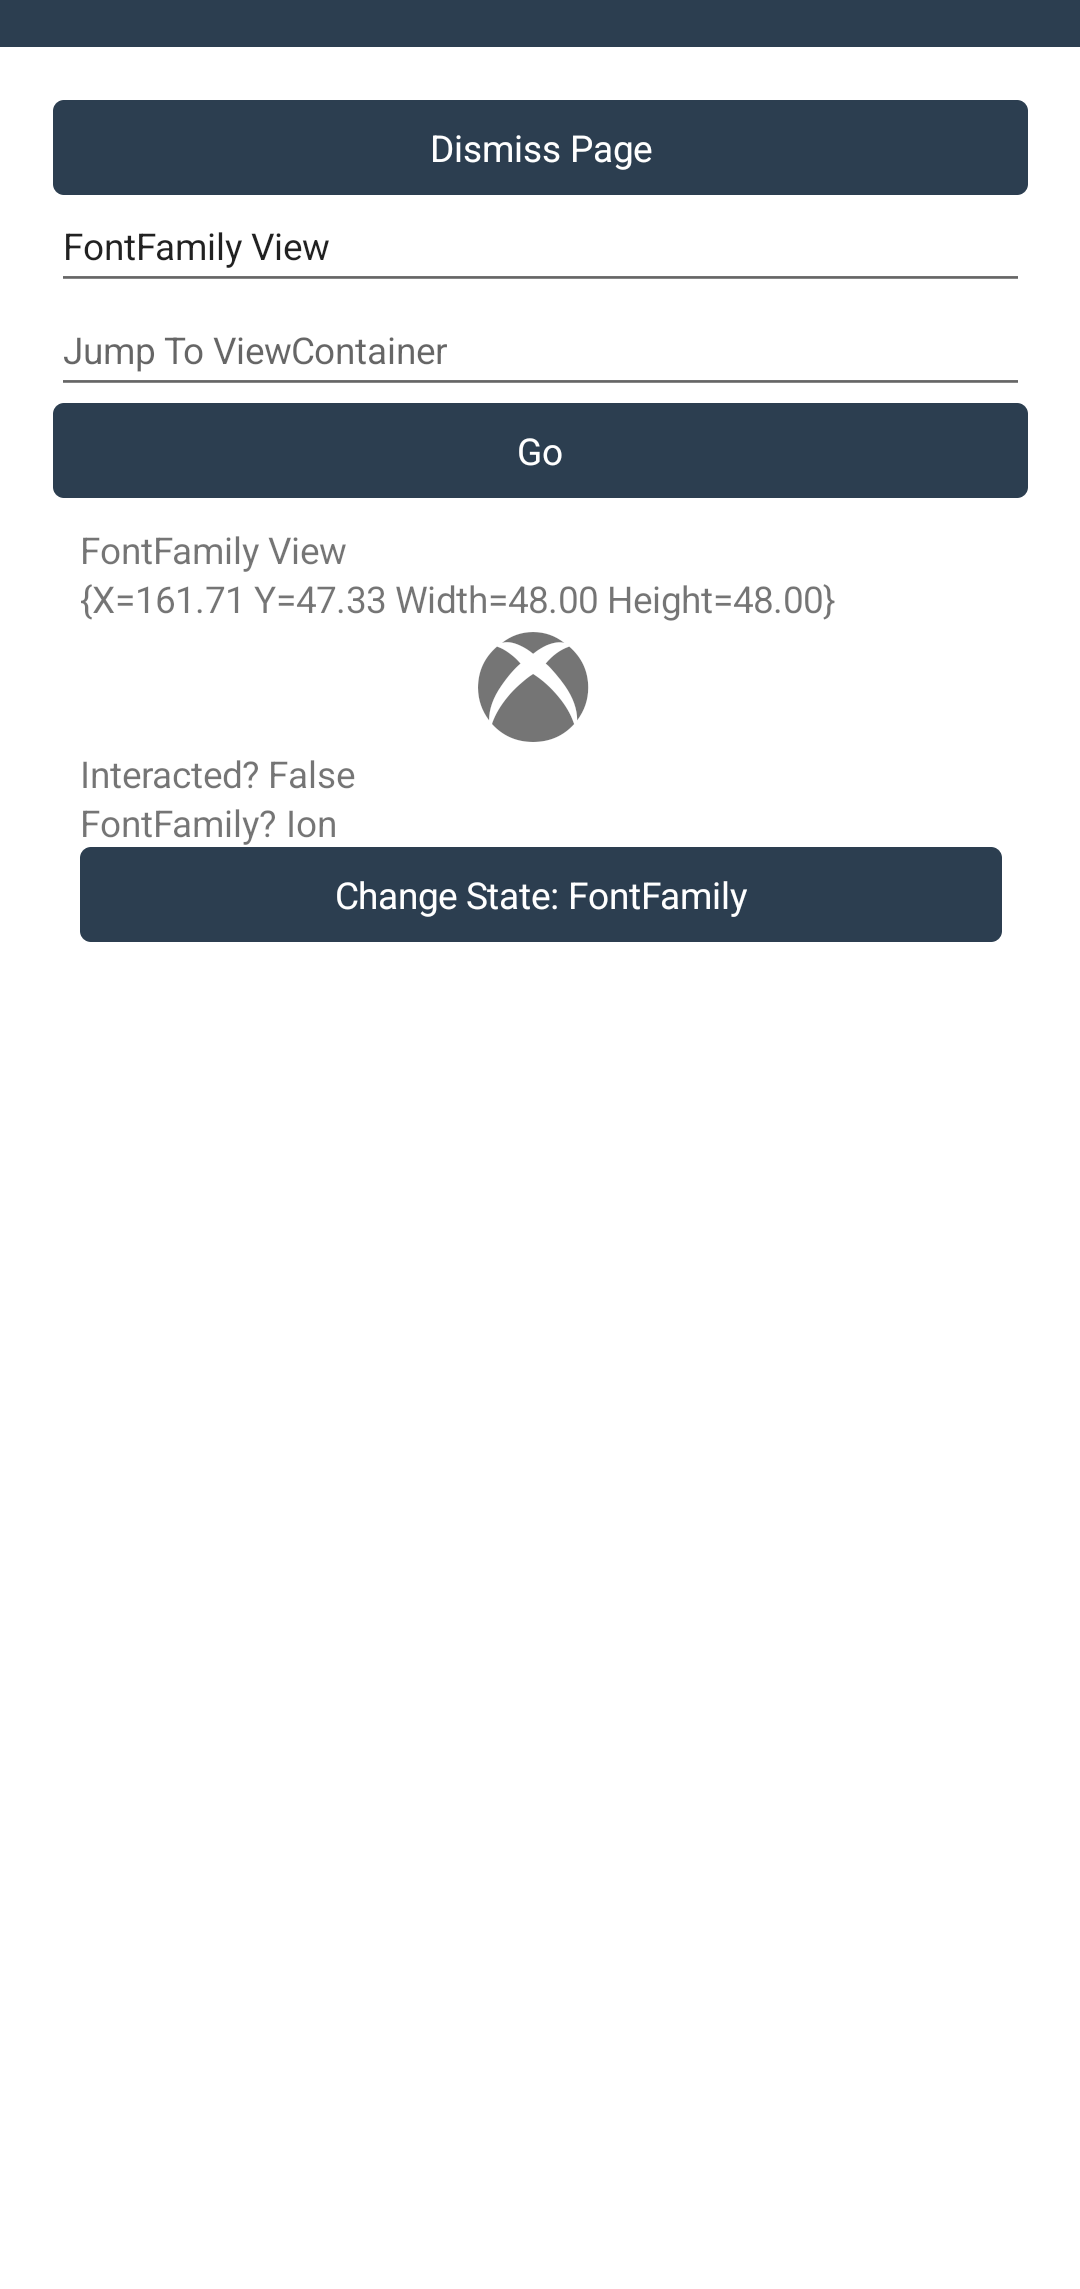 Dismiss Page
FontFamily View
Jump To ViewContainer
Go
FontFamily View
{X=161.71 Y=47.33 Width=48.00 Height=48.00}
Interacted? False
FontFamily? Ion
Change State: FontFamily